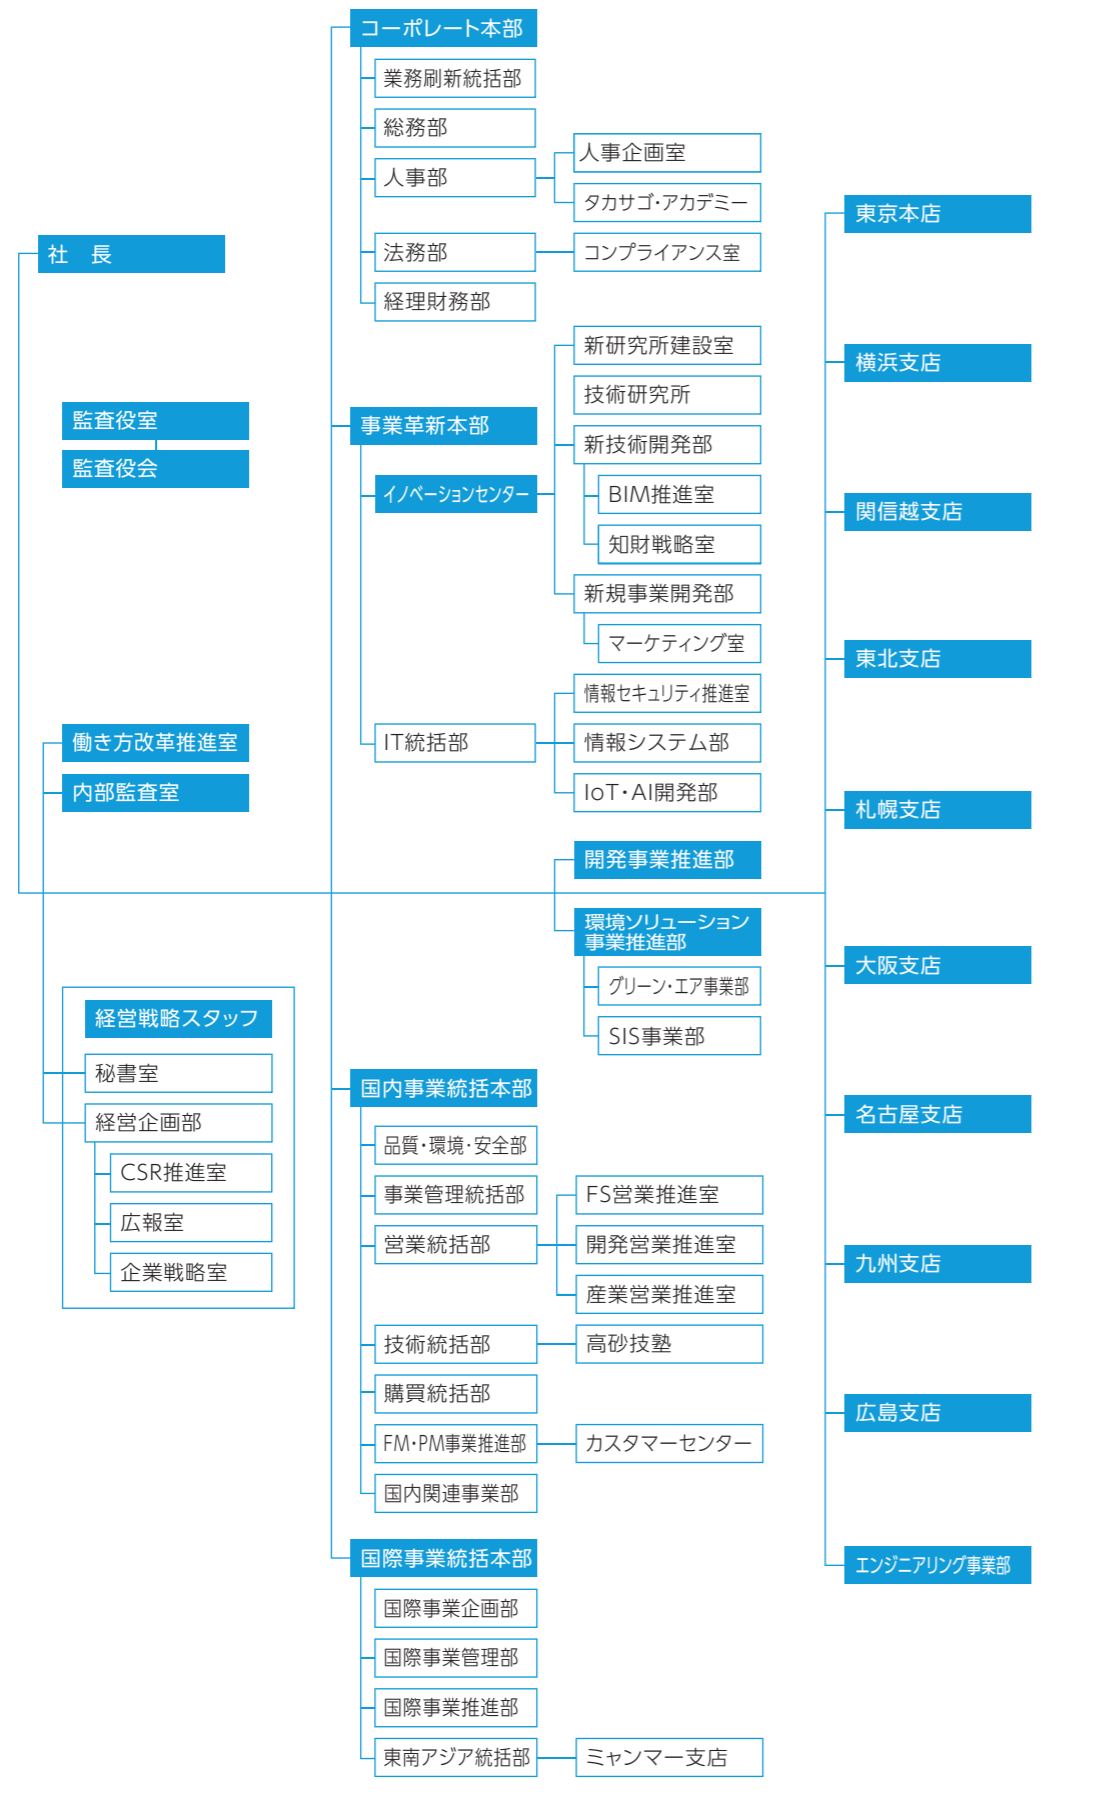 社　長
監査役室
監査役会
働き方改革推進室
内部監査室
経営戦略スタッフ
秘書室
経営企画部
CSR推進室
広報室
企業戦略室
コーポレート本部
業務刷新統括部
総務部
人事部
人事企画室
タカサゴ・アカデミー
法務部
コンプライアンス室
経理財務部
事業革新本部
イノベーションセンター
新研究所建設室
技術研究所
新技術開発部
BIM推進室
知財戦略室
新規事業開発部
マーケティング室
IT統括部
情報セキュリティ推進室
情報システム部
IoT・AI開発部
開発事業推進部
環境ソリューション
事業推進部
グリーン・エア事業部
SIS事業部
国内事業統括本部
品質・環境・安全部
事業管理統括部
営業統括部
FS営業推進室
開発営業推進室
産業営業推進室
技術統括部
高砂技塾
購買統括部
FM・PM事業推進部
カスタマーセンター
国内関連事業部
国際事業統括本部
国際事業企画部
国際事業管理部
国際事業推進部
東南アジア統括部
ミャンマー支店
東京本店
横浜支店
関信越支店
東北支店
札幌支店
大阪支店
名古屋支店
九州支店
広島支店
エンジニアリング事業部